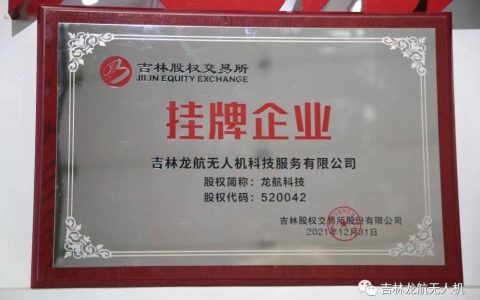 吉林股权交易所
JILIN EQUITY EXCHANGE
挂牌企业
吉林龙航无人机科技服务有限公司
股权简称：龙航科技
股权代码：520042
吉林股权交易所股份有限公司
2021年12月31日
吉林龙航无人机